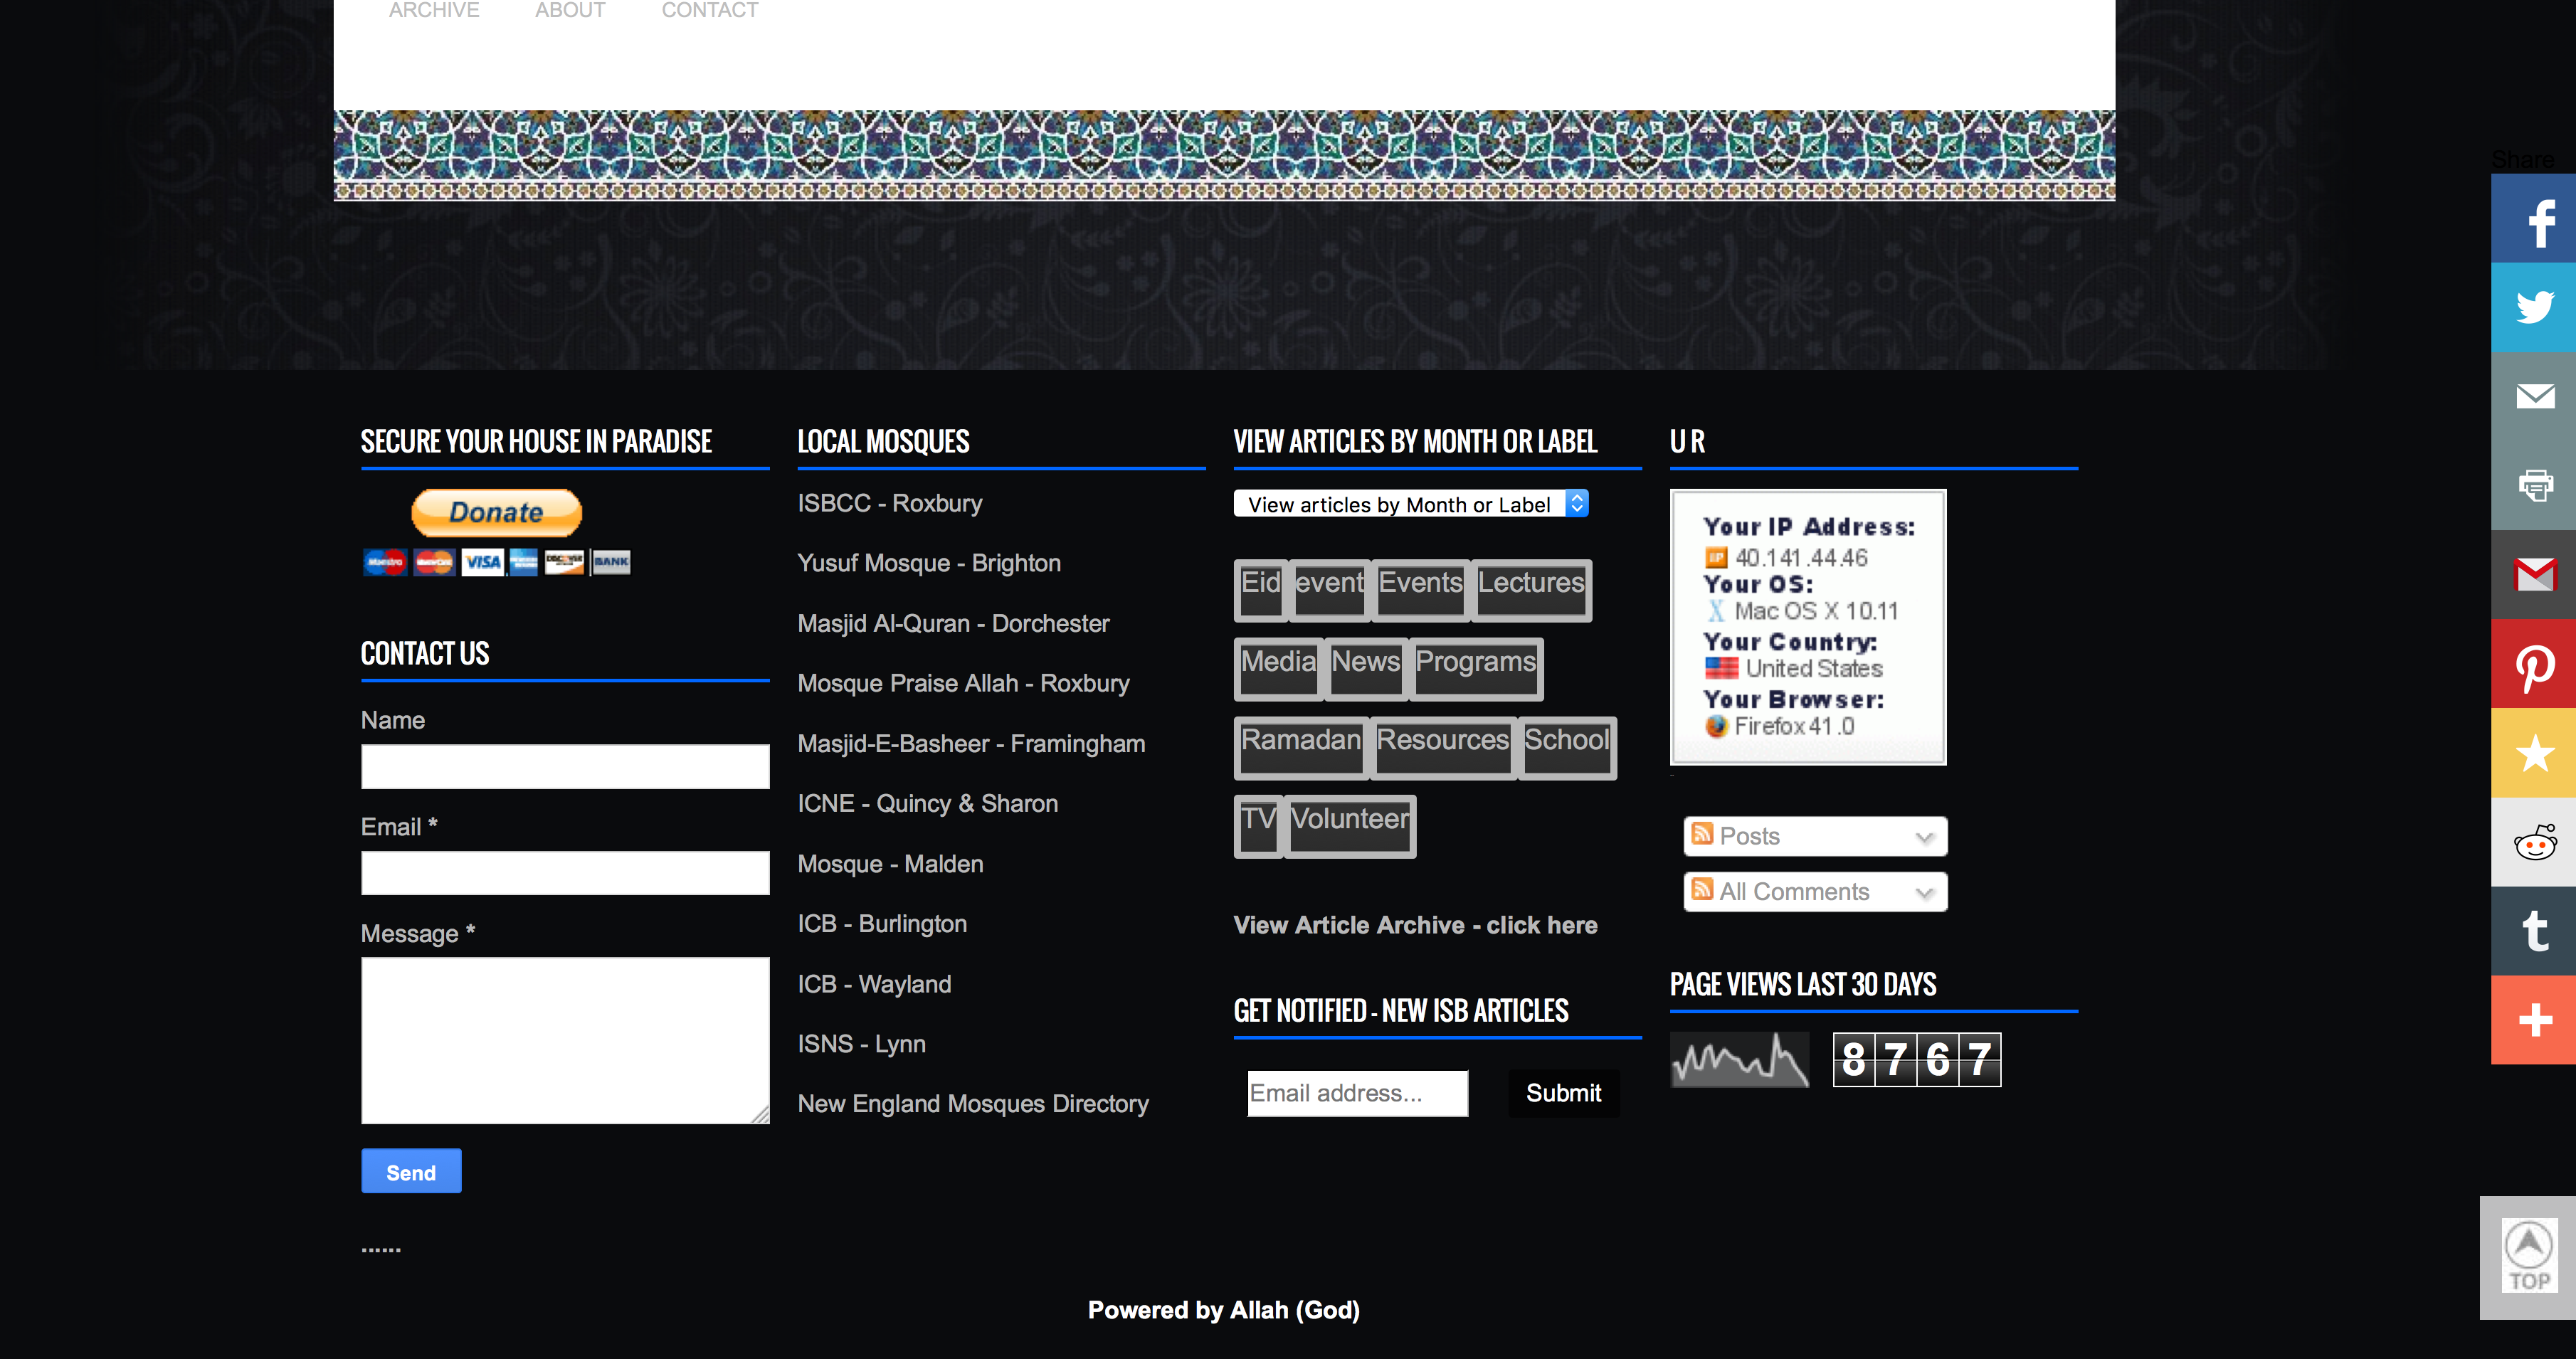 ARCHIVE ABOUT CONTACT
Share
SECURE YOUR HOUSE IN PARADISE
Donate
Maestro MasterCard VISA DISCOVER BANK
CONTACT US
Name
Email *
Message *
Send
......
LOCAL MOSQUES
ISBCC - Roxbury
Yusuf Mosque - Brighton
Masjid Al-Quran - Dorchester
Mosque Praise Allah - Roxbury
Masjid-E-Basheer - Framingham
ICNE - Quincy & Sharon
Mosque - Malden
ICB - Burlington
ICB - Wayland
ISNS - Lynn
New England Mosques Directory
VIEW ARTICLES BY MONTH OR LABEL
View articles by Month or Label
Eid event Events Lectures
Media News Programs
Ramadan Resources School
TV Volunteer
View Article Archive - click here
GET NOTIFIED - NEW ISB ARTICLES
Email address...
Submit
U R
Your IP Address:
IP 40.141.44.46
Your OS:
X Mac OS X 10.11
Your Country:
United States
Your Browser:
Firefox 41.0
Posts
All Comments
PAGE VIEWS LAST 30 DAYS
8767
TOP
Powered by Allah (God)